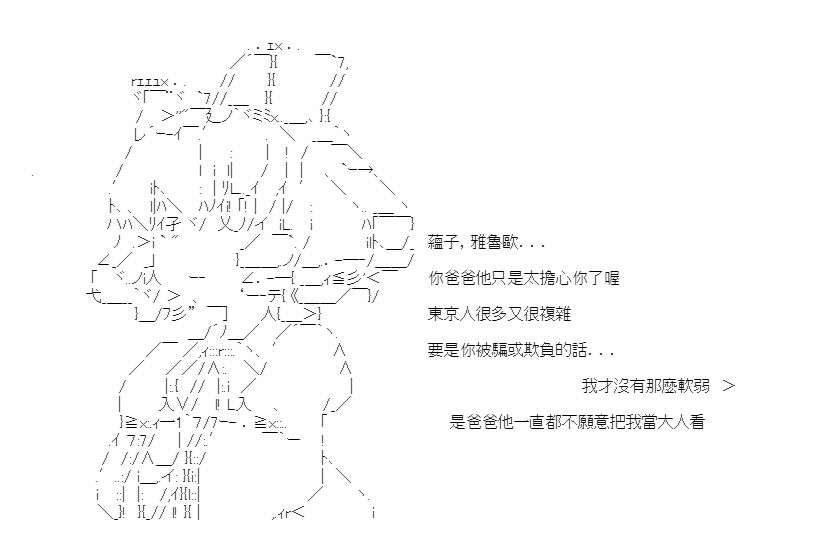 蘊子，雅魯歐．．．
你爸爸他只是太擔心你了喔
東京人很多又很複雜
要是你被騙或欺負的話．．．
我才沒有那麼軟弱　＞
是爸爸他一直都不願意把我當大人看